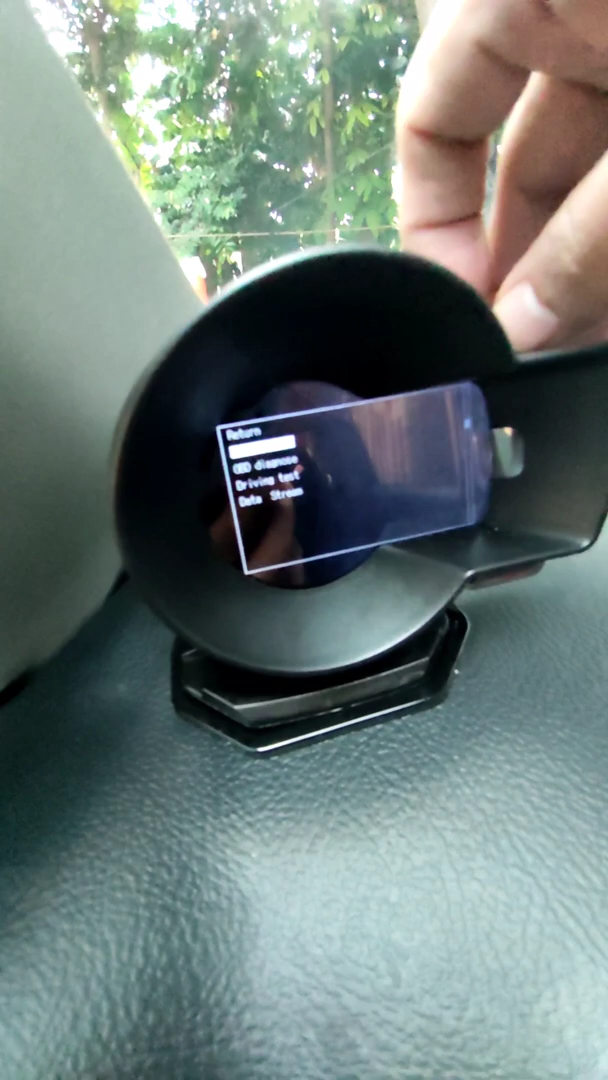 Return
OBD diagnose
Driving test
Data Stream